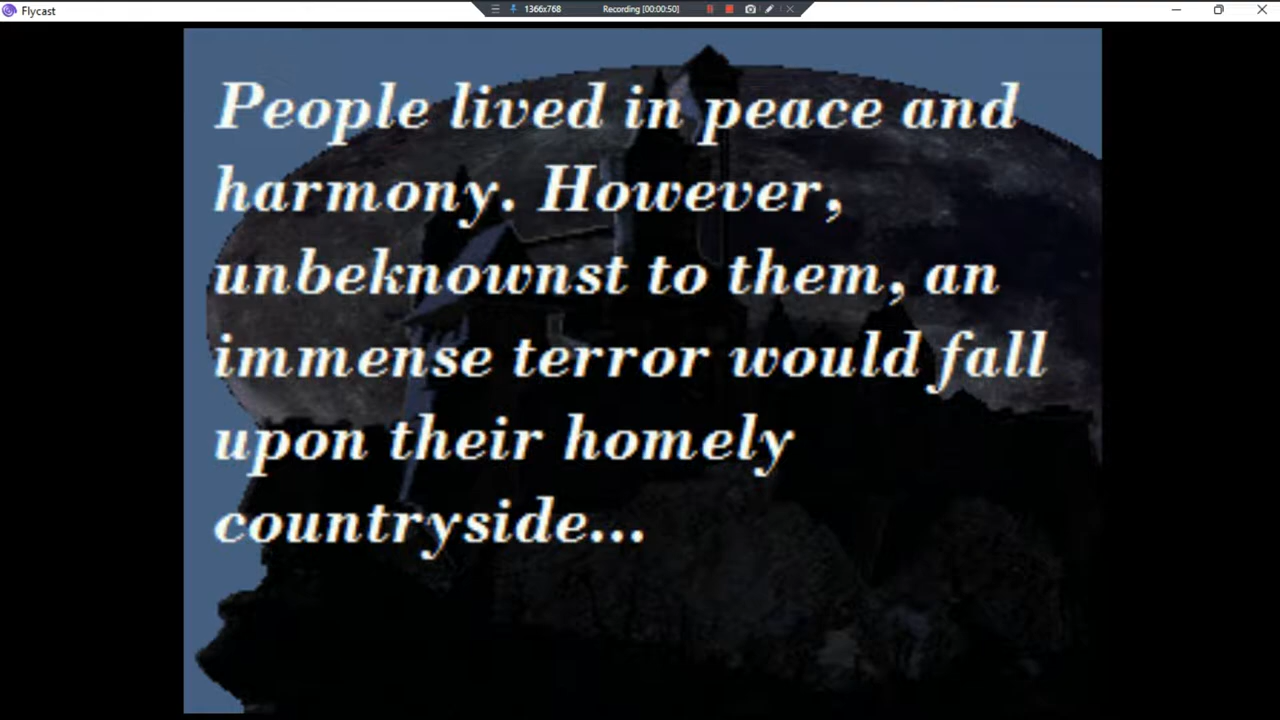 Flycast
1366x768
Recording [00:00:50]
People lived in peace and
harmony. However,
unbeknownst to them, an
immense terror would fall
upon their homely
countryside...